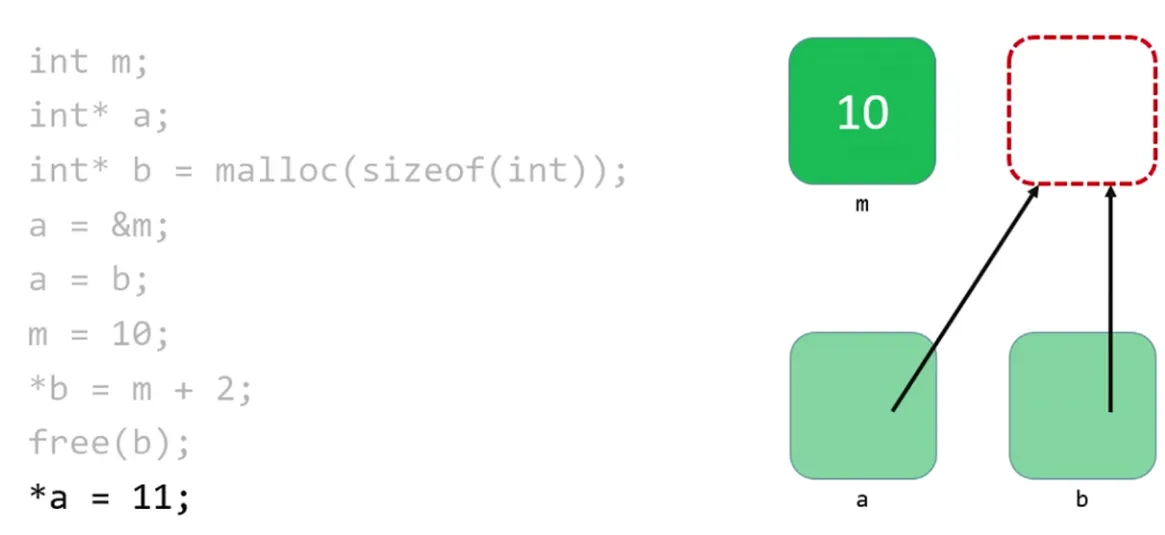 int m;
int* a;
int* b = malloc(sizeof(int));
a = &m;
a = b;
m = 10;
*b = m + 2;
free(b);
*a = 11;
10
m
a
b